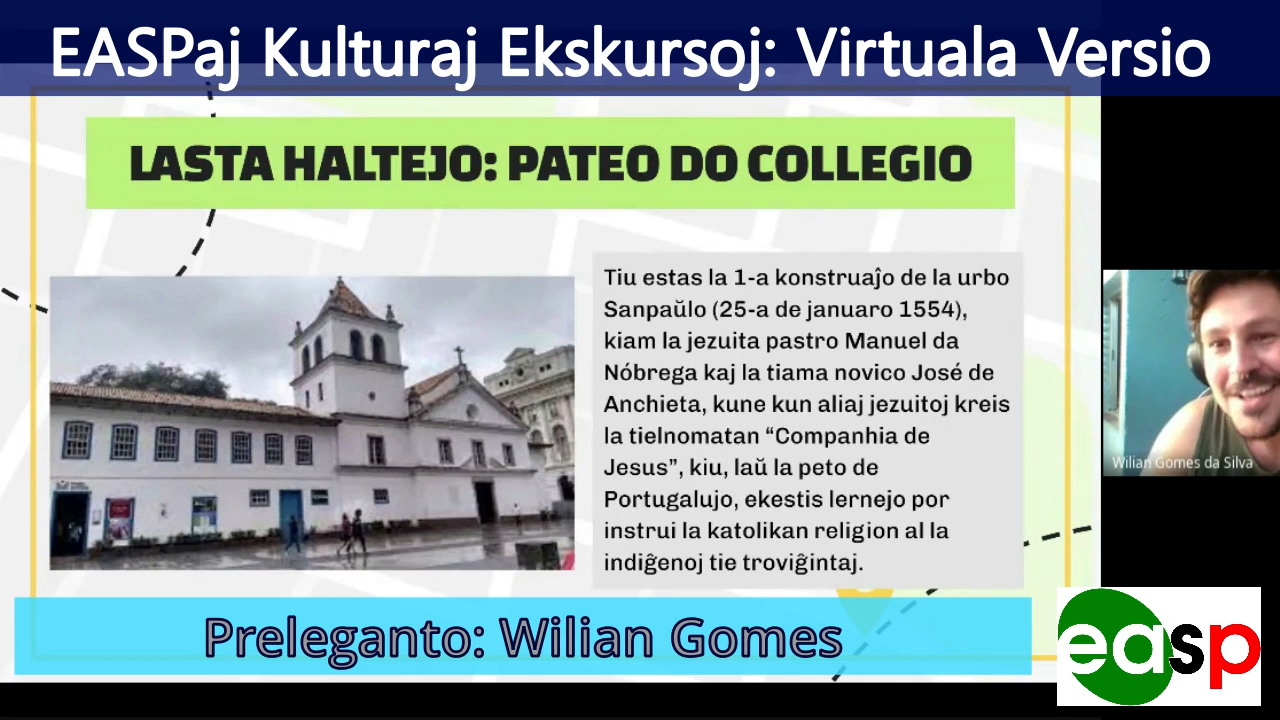 EASPaj Kulturaj Ekskursoj: Virtuala Versio
LASTA HALTEJO: PATEO DO COLLEGIO
Tiu estas la 1-a konstruaĵo de la urbo
Sanpaŭlo (25-a de januaro 1554),
kiam la jezuita pastro Manuel da
Nóbrega kaj la tiama novico José de
Anchieta, kune kun aliaj jezuitoj kreis
la tielnomatan “Companhia de
Jesus”, kiu, laŭ la peto de
Portugalujo, ekestis lernejo por
instrui la katolikan religion al la
indiĝenoj tie troviĝintaj.
Wilian Gomes da Silva
Preleganto: Wilian Gomes
easp